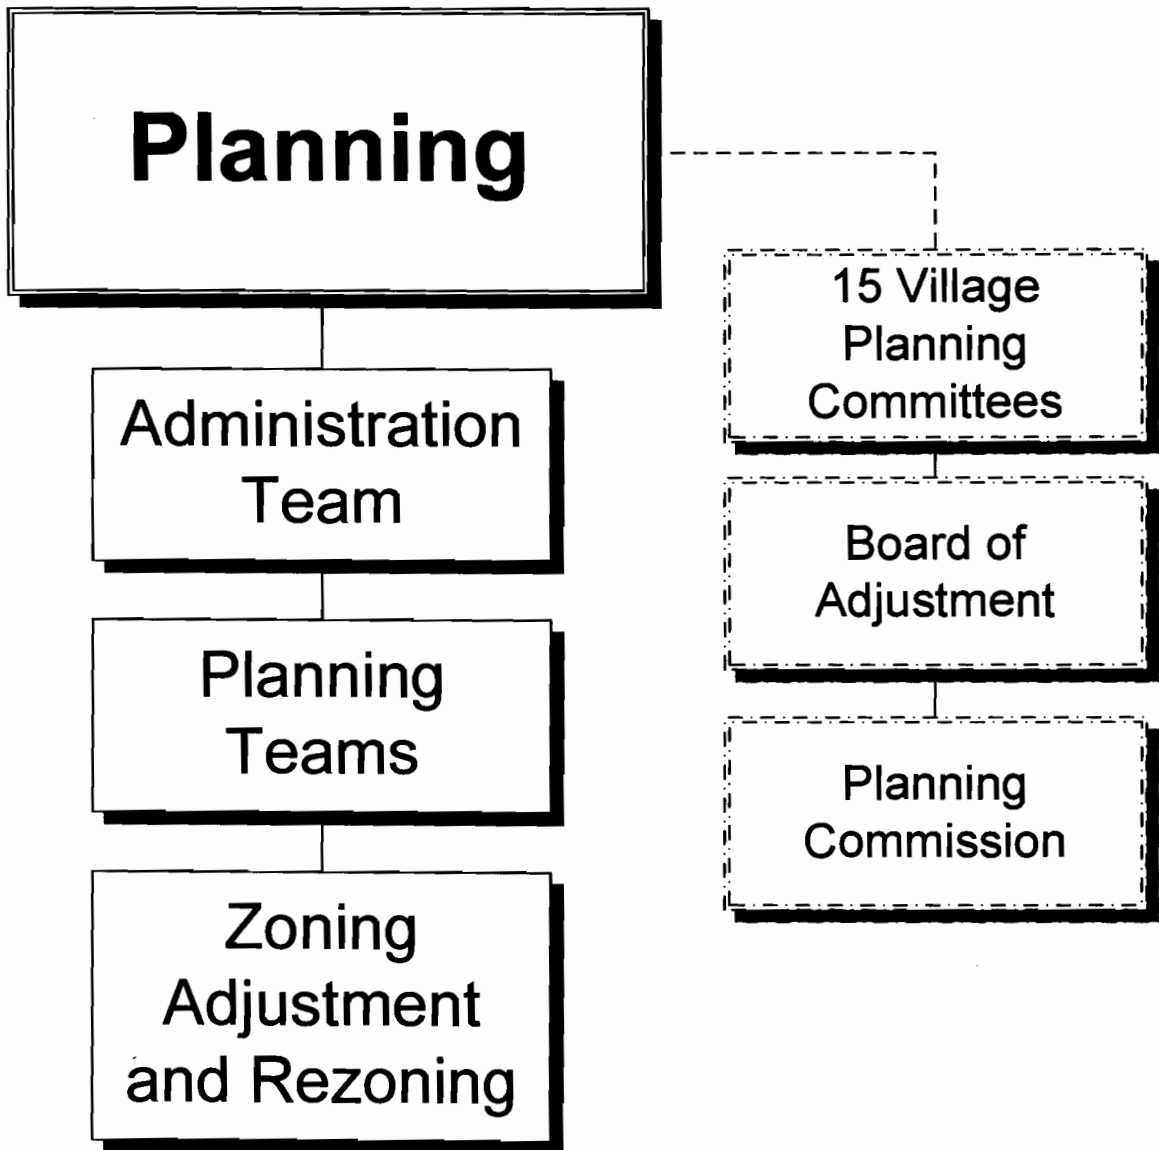 Planning
Administration
Team
Planning
Teams
Zoning
Adjustment
and Rezoning
15 Village
Planning
Committees
Board of
Adjustment
Planning
Commission